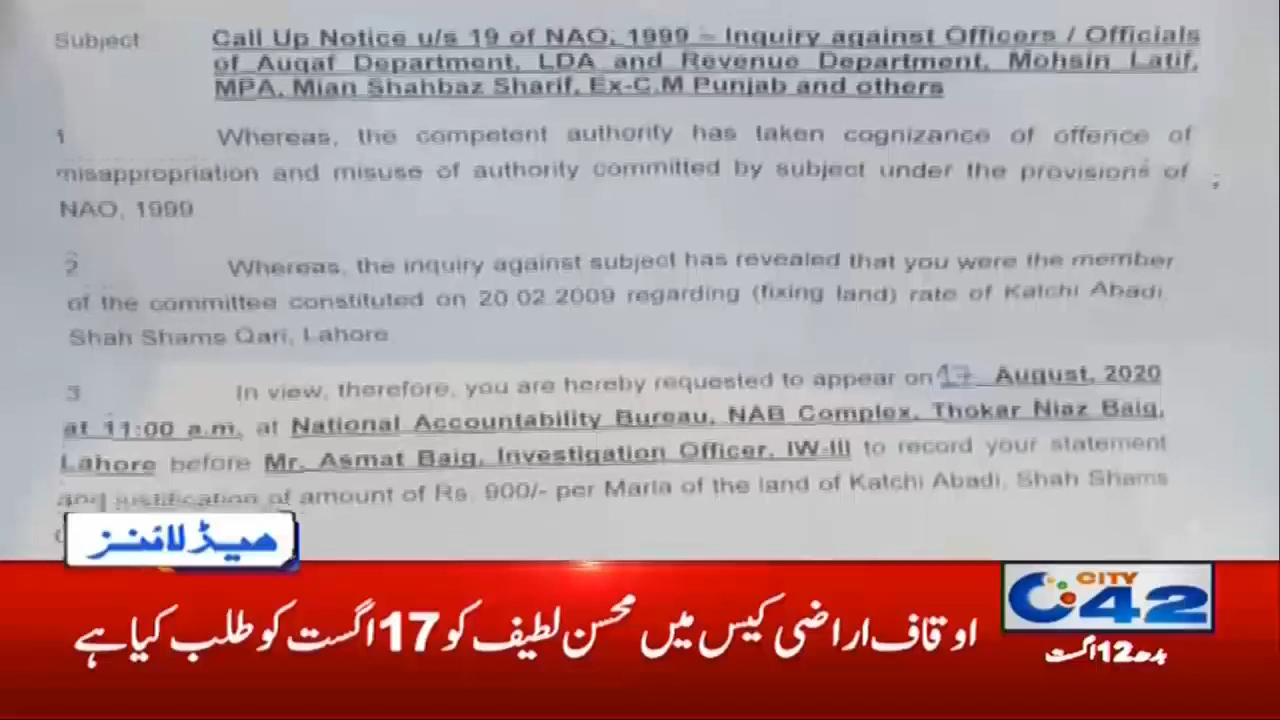 Subject Call Up Notice u/s 19 of NAO, 1999 – Inquiry against Officers / Officials
of Auqaf Department, LDA and Revenue Department, Mohsin Latif,
MPA, Mian Shahbaz Sharif, Ex-C.M Punjab and others
1 Whereas, the competent authority has taken cognizance of offence of
misappropriation and misuse of authority committed by subject under the provisions of
NAO, 1999
2 Whereas, the inquiry against subject has revealed that you were the member
of the committee constituted on 20.02.2009 regarding (fixing land) rate of Katchi Abadi,
Shah Shams Qari, Lahore
3 In view, therefore, you are hereby requested to appear on 17 August, 2020
at 11:00 a.m, at National Accountability Bureau, NAB Complex, Thokar Niaz Baig,
Lahore before Mr. Asmat Baig, Investigation Officer, IW-III to record your statement
and justification of amount of Rs. 900/- per Marla of the land of Katchi Abadi, Shah Shams
ہیڈلائنز
CITY
42
اوقاف اراضی کیس میں محسن لطیف کو 17 اگست کو طلب کیا ہے
بدھ 12 اگست